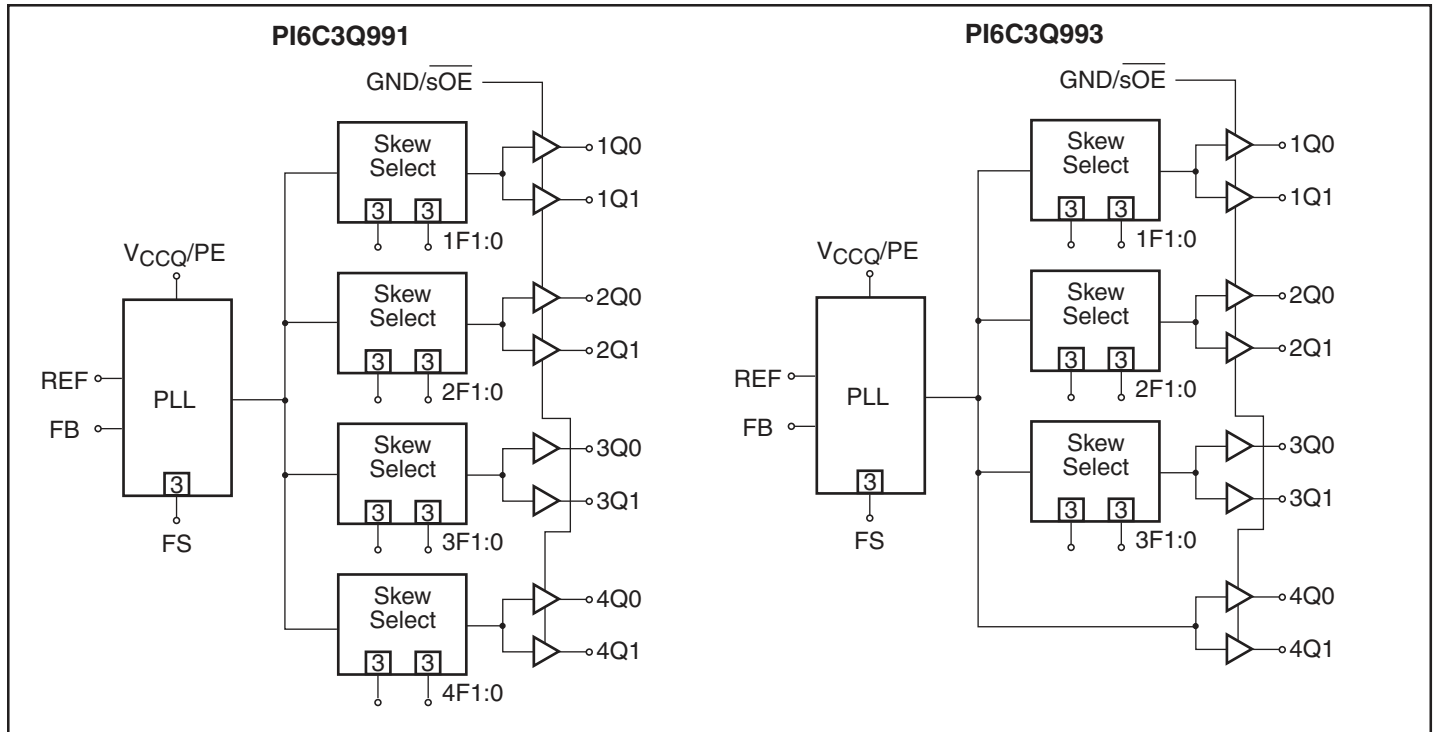 PI6C3Q991
GND/sOE
Skew
Select
3 3
1F1:0
1Q0
1Q1
VCCQ/PE
Skew
Select
3 3
2F1:0
2Q0
2Q1
REF
FB
PLL
3
FS
Skew
Select
3 3
3F1:0
3Q0
3Q1
Skew
Select
3 3
4F1:0
4Q0
4Q1
PI6C3Q993
GND/sOE
Skew
Select
3 3
1F1:0
1Q0
1Q1
VCCQ/PE
Skew
Select
3 3
2F1:0
2Q0
2Q1
REF
FB
PLL
3
FS
Skew
Select
3 3
3F1:0
3Q0
3Q1
4Q0
4Q1